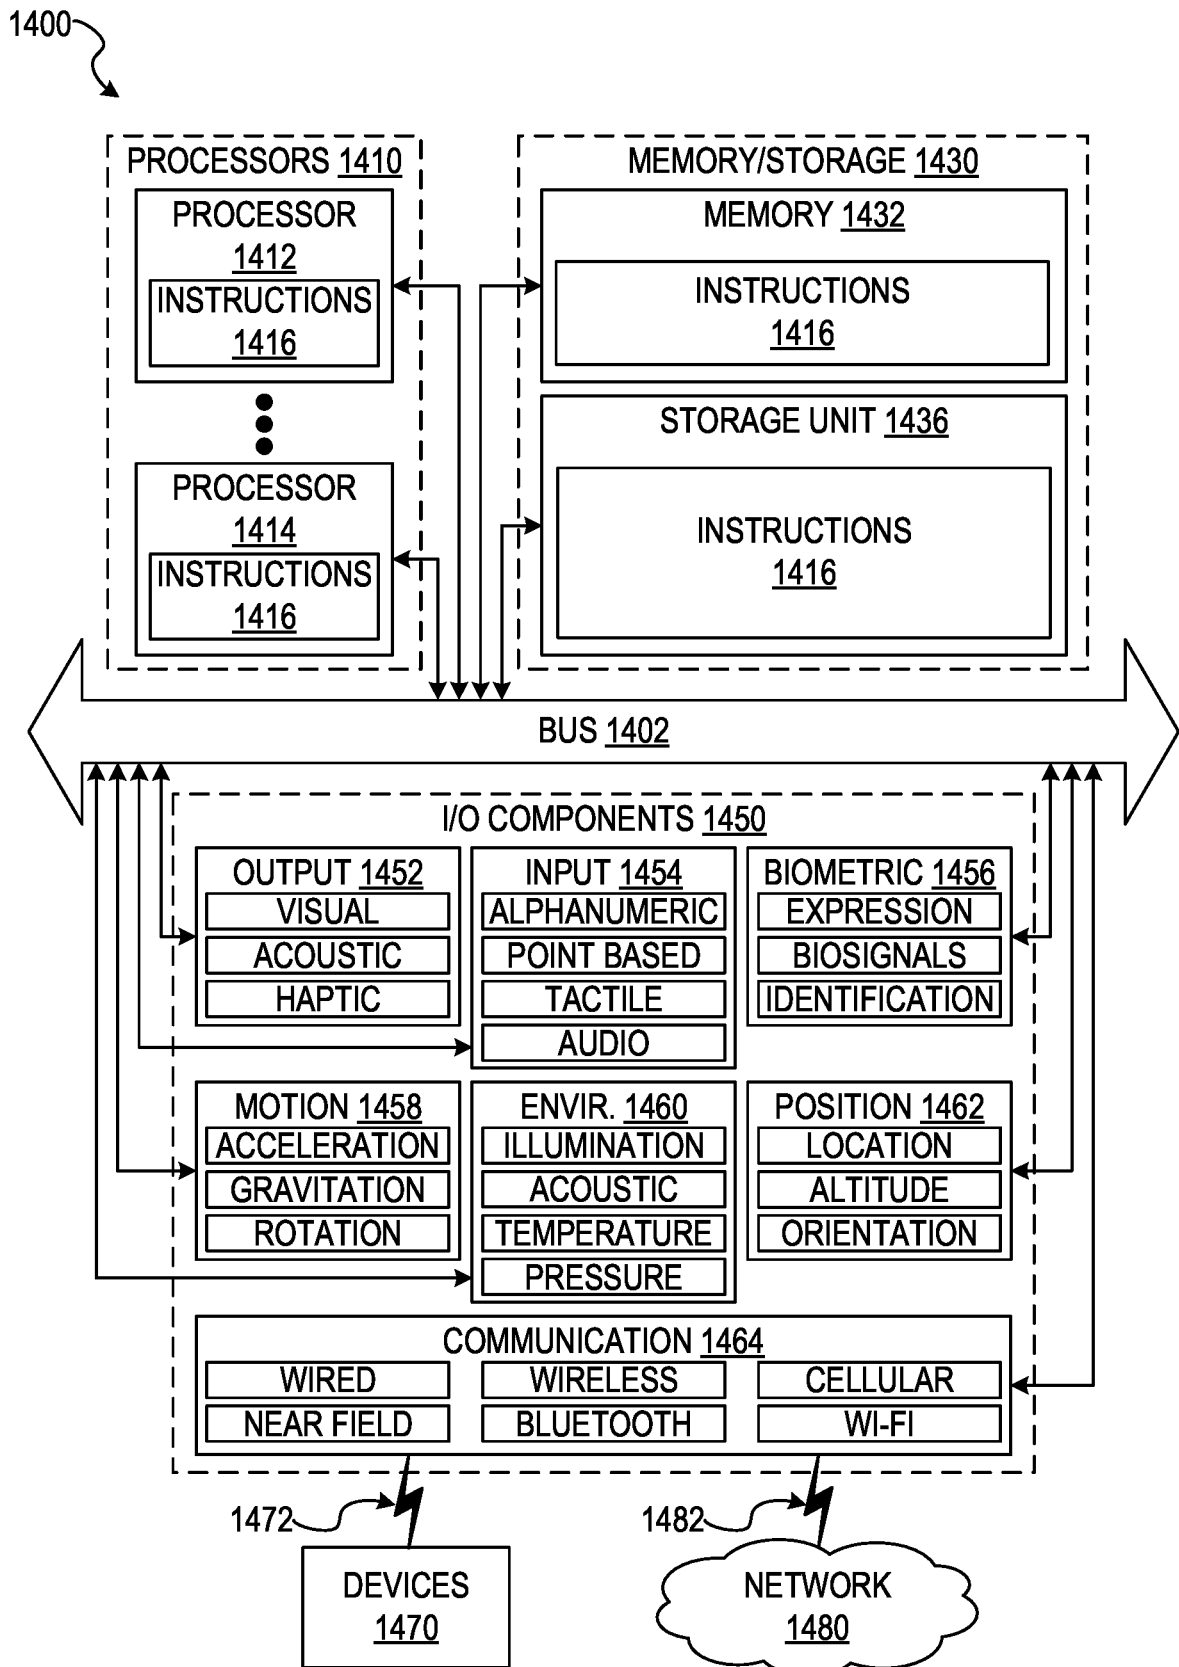 1400
PROCESSORS 1410
PROCESSOR
1412
INSTRUCTIONS
1416
PROCESSOR
1414
INSTRUCTIONS
1416
MEMORY/STORAGE 1430
MEMORY 1432
INSTRUCTIONS
1416
STORAGE UNIT 1436
INSTRUCTIONS
1416
BUS 1402
I/O COMPONENTS 1450
OUTPUT 1452
VISUAL
ACOUSTIC
HAPTIC
INPUT 1454
ALPHANUMERIC
POINT BASED
TACTILE
AUDIO
BIOMETRIC 1456
EXPRESSION
BIOSIGNALS
IDENTIFICATION
MOTION 1458
ACCELERATION
GRAVITATION
ROTATION
ENVIR. 1460
ILLUMINATION
ACOUSTIC
TEMPERATURE
PRESSURE
POSITION 1462
LOCATION
ALTITUDE
ORIENTATION
COMMUNICATION 1464
WIRED
WIRELESS
CELLULAR
NEAR FIELD
BLUETOOTH
WI-FI
1472
1482
DEVICES
1470
NETWORK
1480